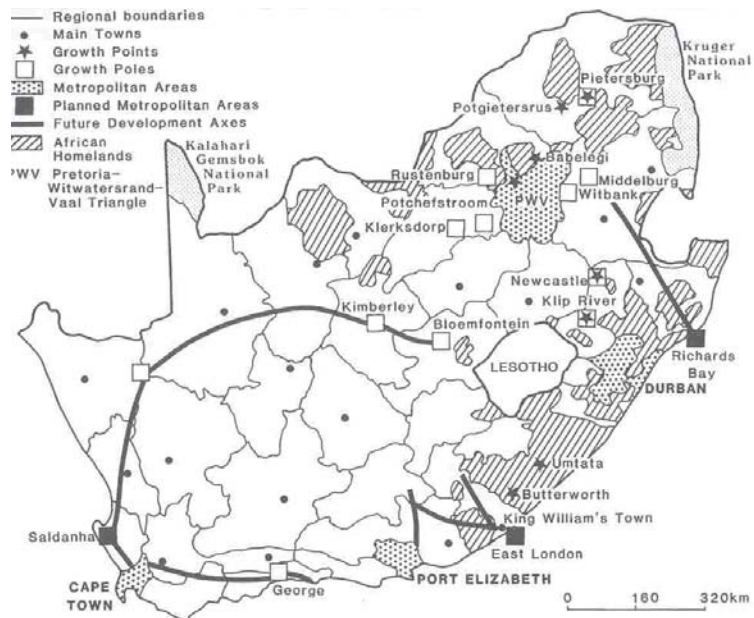 Regional boundaries
Main Towns
Growth Points
Growth Poles
Metropolitan Areas
Planned Metropolitan Areas
Future Development Axes
African
Homelands
PWV Pretoria-
Witwatersrand-
Vaal Triangle
Kruger
National
Park
Pietersburg
Potgietersrus
Kalahari
Gemsbok
National
Park
Babelegi
Rustenburg
Middelburg
PWV
Witbank
Potchefstroom
Klerksdorp
Newcastle
Klip River
Kimberley
Bloemfontein
LESOTHO
Richards
Bay
DURBAN
Umtata
Butterworth
King William's Town
Saldanha
East London
CAPE
TOWN
George
PORT ELIZABETH
0 160 320km